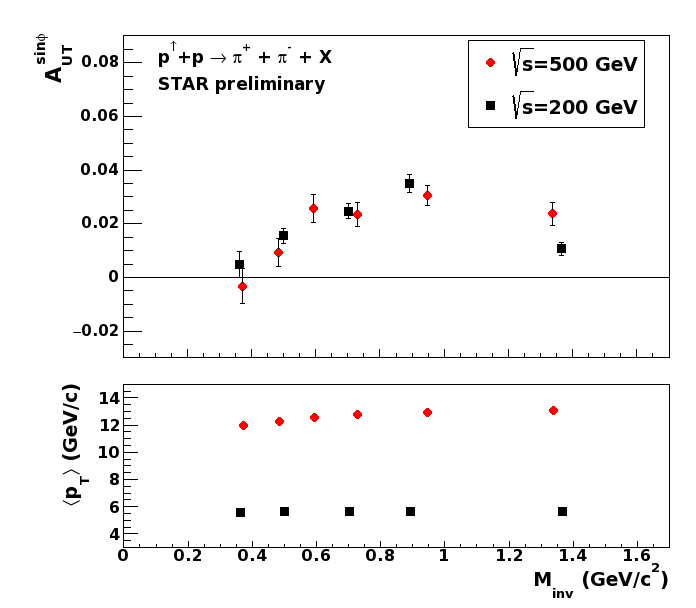 A_UT^sinϕ
p↑+p → π⁺ + π⁻ + X
STAR preliminary
√s=500 GeV
√s=200 GeV
0.08
0.06
0.04
0.02
0
−0.02
⟨p_T⟩ (GeV/c)
14
12
10
8
6
4
0 0.2 0.4 0.6 0.8 1 1.2 1.4 1.6
M_inv (GeV/c²)